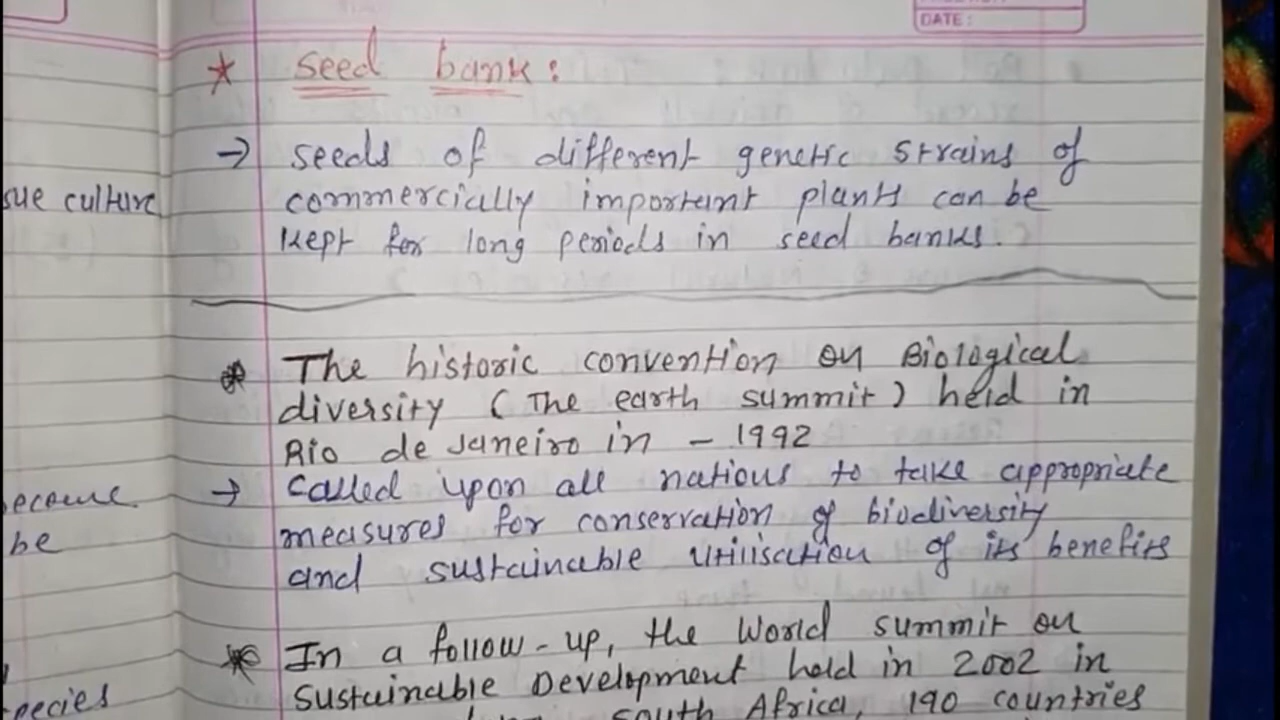 DATE :
★ seed bank :
→ seeds of different genetic strains of
commercially important plants can be
kept for long periods in seed banks.
The historic convention on Biological
diversity ( The earth summit ) held in
Rio de Janeiro in - 1992
→ called upon all nations to take appropriate
measures for conservation of biodiversity
and sustainable utilisation of its benefits
In a follow-up, the World summit on
Sustainable Development held in 2002 in
South Africa, 190 countries
sue culture
be
pecies